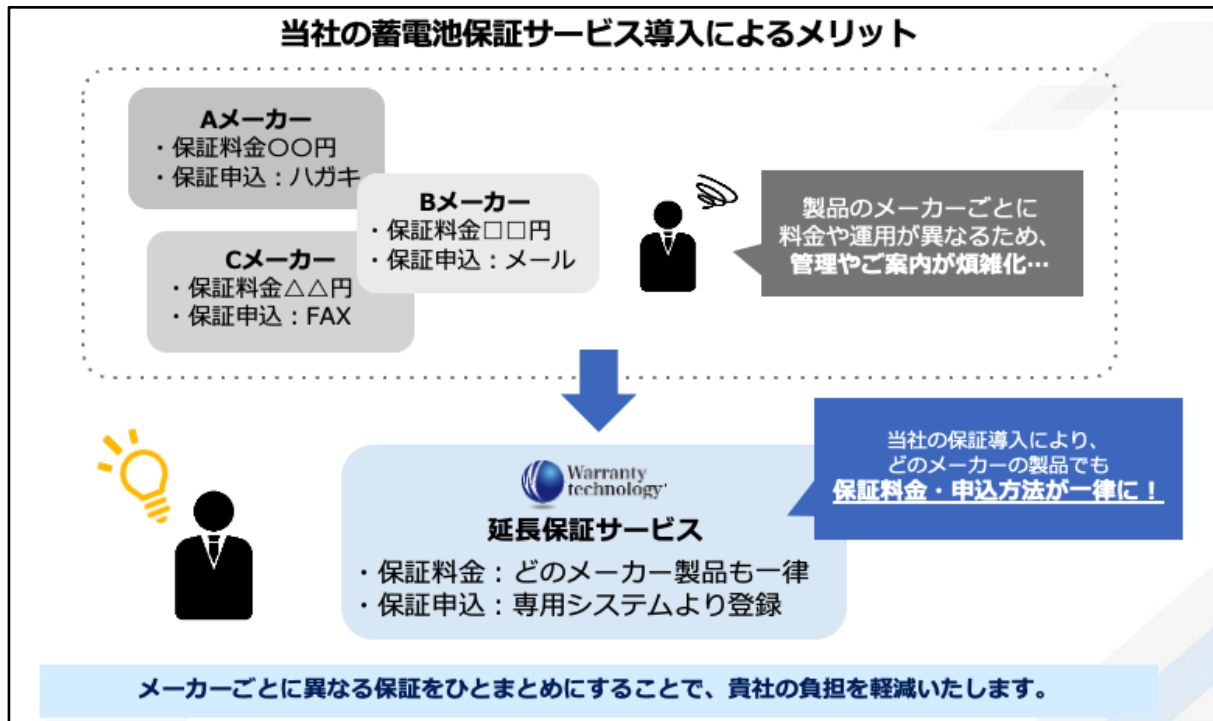 当社の蓄電池保証サービス導入によるメリット
Aメーカー
・保証料金〇〇円
・保証申込：ハガキ
Bメーカー
・保証料金□□円
・保証申込：メール
Cメーカー
・保証料金△△円
・保証申込：FAX
製品のメーカーごとに
料金や運用が異なるため、
管理やご案内が煩雑化…
当社の保証導入により、
どのメーカーの製品でも
保証料金・申込方法が一律に！
Warranty
technology
延長保証サービス
・保証料金：どのメーカー製品も一律
・保証申込：専用システムより登録
メーカーごとに異なる保証をひとまとめにすることで、貴社の負担を軽減いたします。